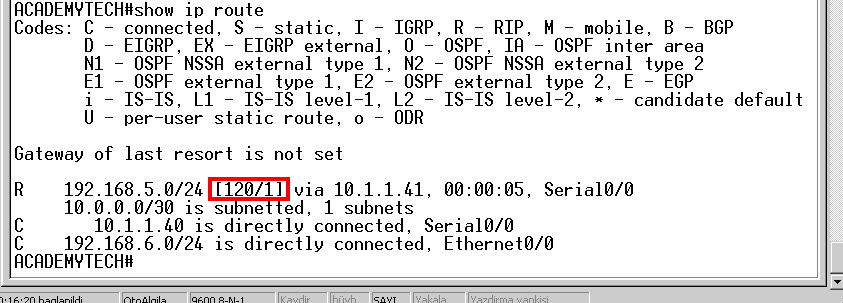 ACADEMYTECH#show ip route
Codes: C - connected, S - static, I - IGRP, R - RIP, M - mobile, B - BGP
D - EIGRP, EX - EIGRP external, O - OSPF, IA - OSPF inter area
N1 - OSPF NSSA external type 1, N2 - OSPF NSSA external type 2
E1 - OSPF external type 1, E2 - OSPF external type 2, E - EGP
i - IS-IS, L1 - IS-IS level-1, L2 - IS-IS level-2, * - candidate default
U - per-user static route, o - ODR
Gateway of last resort is not set
R 192.168.5.0/24 [120/1] via 10.1.1.41, 00:00:05, Serial0/0
10.0.0.0/30 is subnetted, 1 subnets
C 10.1.1.40 is directly connected, Serial0/0
C 192.168.6.0/24 is directly connected, Ethernet0/0
ACADEMYTECH#
:16:20 bağlanıldı OtoAlgıla 9600 8-N-1 Kaydır büyh SAYI Yakala Yazdırma yankısı